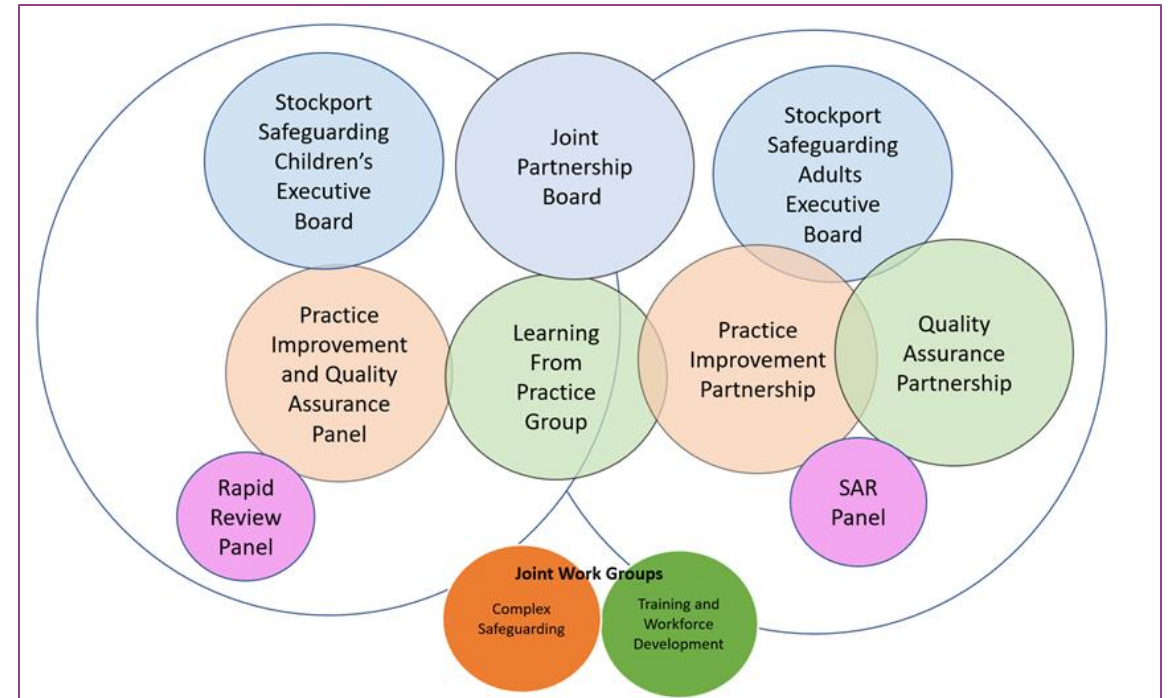 Stockport
Safeguarding
Children's
Executive
Board
Joint
Partnership
Board
Stockport
Safeguarding
Adults
Executive
Board
Practice
Improvement
and Quality
Assurance
Panel
Learning
From
Practice
Group
Practice
Improvement
Partnership
Quality
Assurance
Partnership
Rapid
Review
Panel
SAR
Panel
Joint Work Groups
Complex
Safeguarding
Training and
Workforce
Development